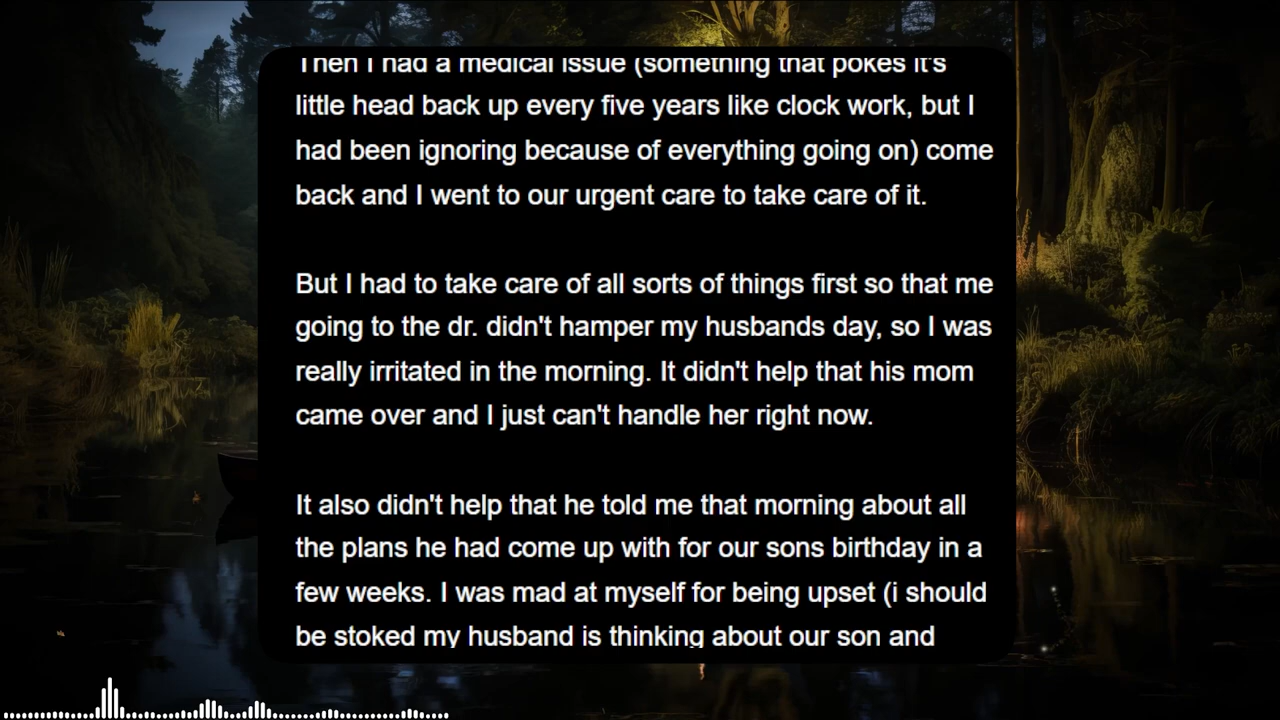 Then I had a medical issue (something that pokes it's
little head back up every five years like clock work, but I
had been ignoring because of everything going on) come
back and I went to our urgent care to take care of it.
But I had to take care of all sorts of things first so that me
going to the dr. didn't hamper my husbands day, so I was
really irritated in the morning. It didn't help that his mom
came over and I just can't handle her right now.
It also didn't help that he told me that morning about all
the plans he had come up with for our sons birthday in a
few weeks. I was mad at myself for being upset (i should
be stoked my husband is thinking about our son and